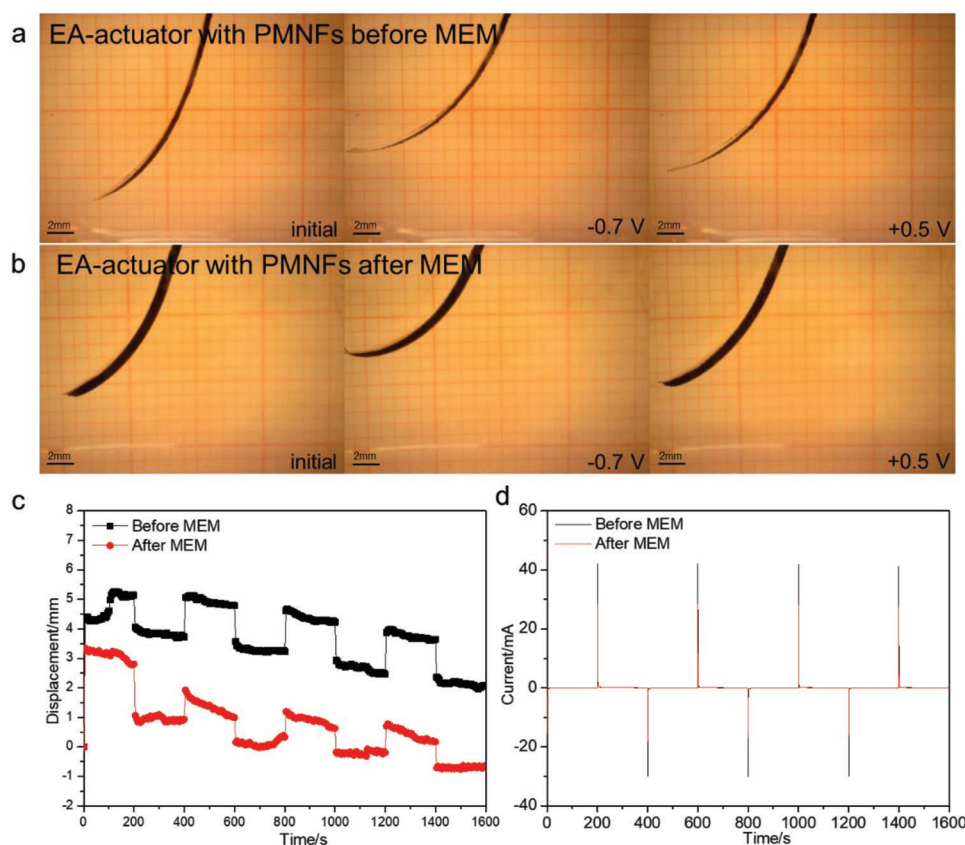 a
EA-actuator with PMNFs before MEM
2mm
initial
2mm
-0.7 V
2mm
+0.5 V
b
EA-actuator with PMNFs after MEM
2mm
initial
2mm
-0.7 V
2mm
+0.5 V
c
8
7
6
5
4
3
2
1
0
-1
-2
Displacement/mm
Before MEM
After MEM
0 200 400 600 800 1000 1200 1400 1600
Time/s
d
60
40
20
0
-20
-40
Current/mA
Before MEM
After MEM
0 200 400 600 800 1000 1200 1400 1600
Time/s